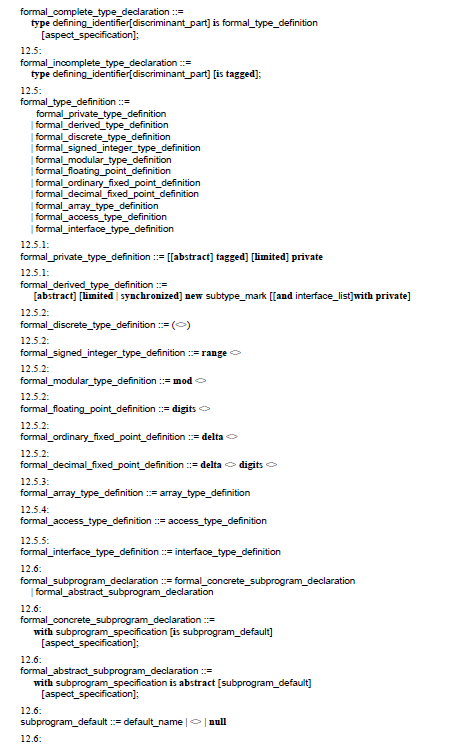 formal_complete_type_declaration ::=
type defining_identifier[discriminant_part] is formal_type_definition
[aspect_specification];
12.5:
formal_incomplete_type_declaration ::=
type defining_identifier[discriminant_part] [is tagged];
12.5:
formal_type_definition ::=
formal_private_type_definition
| formal_derived_type_definition
| formal_discrete_type_definition
| formal_signed_integer_type_definition
| formal_modular_type_definition
| formal_floating_point_definition
| formal_ordinary_fixed_point_definition
| formal_decimal_fixed_point_definition
| formal_array_type_definition
| formal_access_type_definition
| formal_interface_type_definition
12.5.1:
formal_private_type_definition ::= [[abstract] tagged] [limited] private
12.5.1:
formal_derived_type_definition ::=
[abstract] [limited | synchronized] new subtype_mark [[and interface_list]with private]
12.5.2:
formal_discrete_type_definition ::= (<>)
12.5.2:
formal_signed_integer_type_definition ::= range <>
12.5.2:
formal_modular_type_definition ::= mod <>
12.5.2:
formal_floating_point_definition ::= digits <>
12.5.2:
formal_ordinary_fixed_point_definition ::= delta <>
12.5.2:
formal_decimal_fixed_point_definition ::= delta <> digits <>
12.5.3:
formal_array_type_definition ::= array_type_definition
12.5.4:
formal_access_type_definition ::= access_type_definition
12.5.5:
formal_interface_type_definition ::= interface_type_definition
12.6:
formal_subprogram_declaration ::= formal_concrete_subprogram_declaration
| formal_abstract_subprogram_declaration
12.6:
formal_concrete_subprogram_declaration ::=
with subprogram_specification [is subprogram_default]
[aspect_specification];
12.6:
formal_abstract_subprogram_declaration ::=
with subprogram_specification is abstract [subprogram_default]
[aspect_specification];
12.6:
subprogram_default ::= default_name | <> | null
12.6: